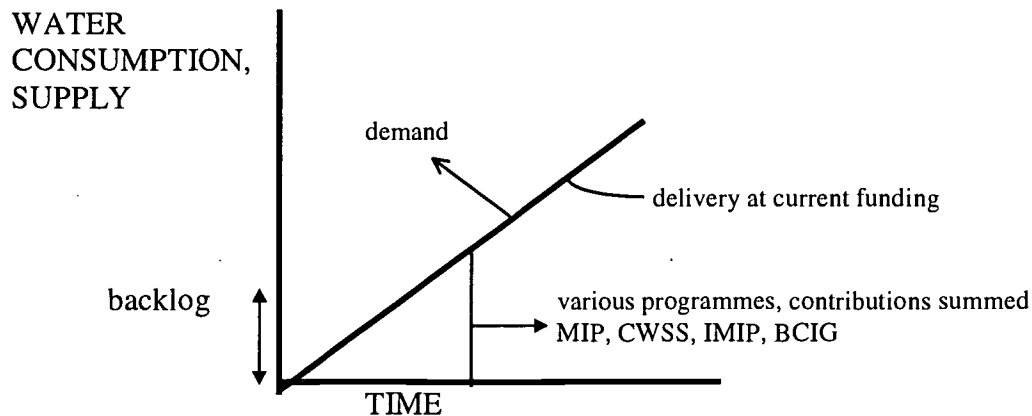 WATER
CONSUMPTION,
SUPPLY
demand
delivery at current funding
backlog
various programmes, contributions summed
MIP, CWSS, IMIP, BCIG
TIME